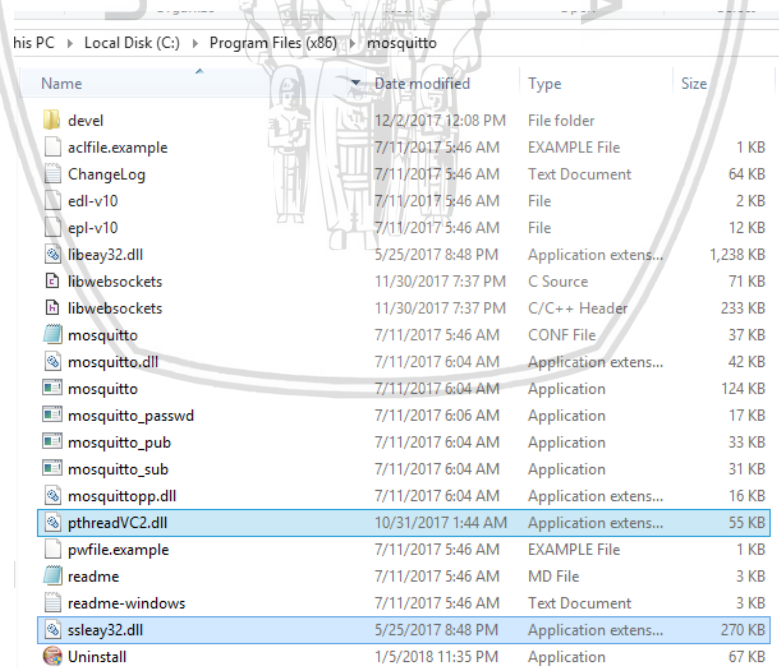 his PC Local Disk (C:) Program Files (x86) mosquitto
Name Date modified Type Size
devel 12/2/2017 12:08 PM File folder
aclfile.example 7/11/2017 5:46 AM EXAMPLE File 1 KB
ChangeLog 7/11/2017 5:46 AM Text Document 64 KB
edl-v10 7/11/2017 5:46 AM File 2 KB
epl-v10 7/11/2017 5:46 AM File 12 KB
libeay32.dll 5/25/2017 8:48 PM Application extens... 1,238 KB
libwebsockets 11/30/2017 7:37 PM C Source 71 KB
libwebsockets 11/30/2017 7:37 PM C/C++ Header 233 KB
mosquitto 7/11/2017 5:46 AM CONF File 37 KB
mosquitto.dll 7/11/2017 6:04 AM Application extens... 42 KB
mosquitto 7/11/2017 6:04 AM Application 124 KB
mosquitto_passwd 7/11/2017 6:06 AM Application 17 KB
mosquitto_pub 7/11/2017 6:04 AM Application 33 KB
mosquitto_sub 7/11/2017 6:04 AM Application 31 KB
mosquittopp.dll 7/11/2017 6:04 AM Application extens... 16 KB
pthreadVC2.dll 10/31/2017 1:44 AM Application extens... 55 KB
pwfile.example 7/11/2017 5:46 AM EXAMPLE File 1 KB
readme 7/11/2017 5:46 AM MD File 3 KB
readme-windows 7/11/2017 5:46 AM Text Document 3 KB
ssleay32.dll 5/25/2017 8:48 PM Application extens... 270 KB
Uninstall 1/5/2018 11:35 PM Application 67 KB